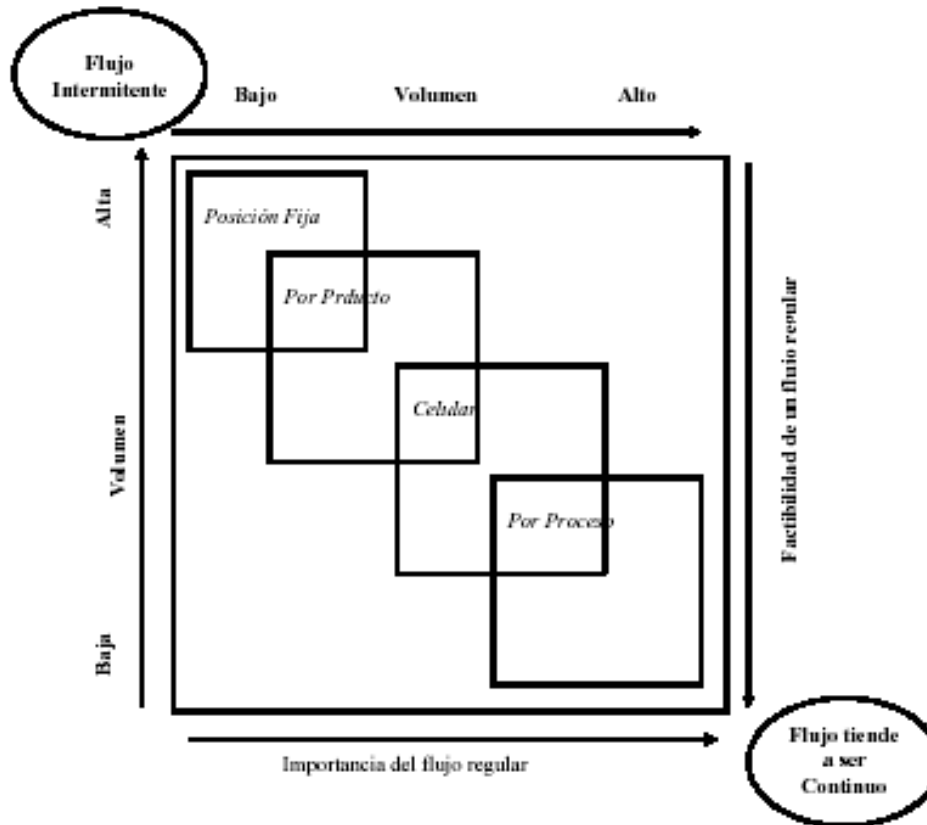 Flujo
Intermitente
Bajo Volumen Alto
Alta
Volumen
Baja
Posición Fija
Por Prducto
Celular
Por Proceso
Factibilidad de un flujo regular
Importancia del flujo regular
Flujo tiende
a ser
Continuo